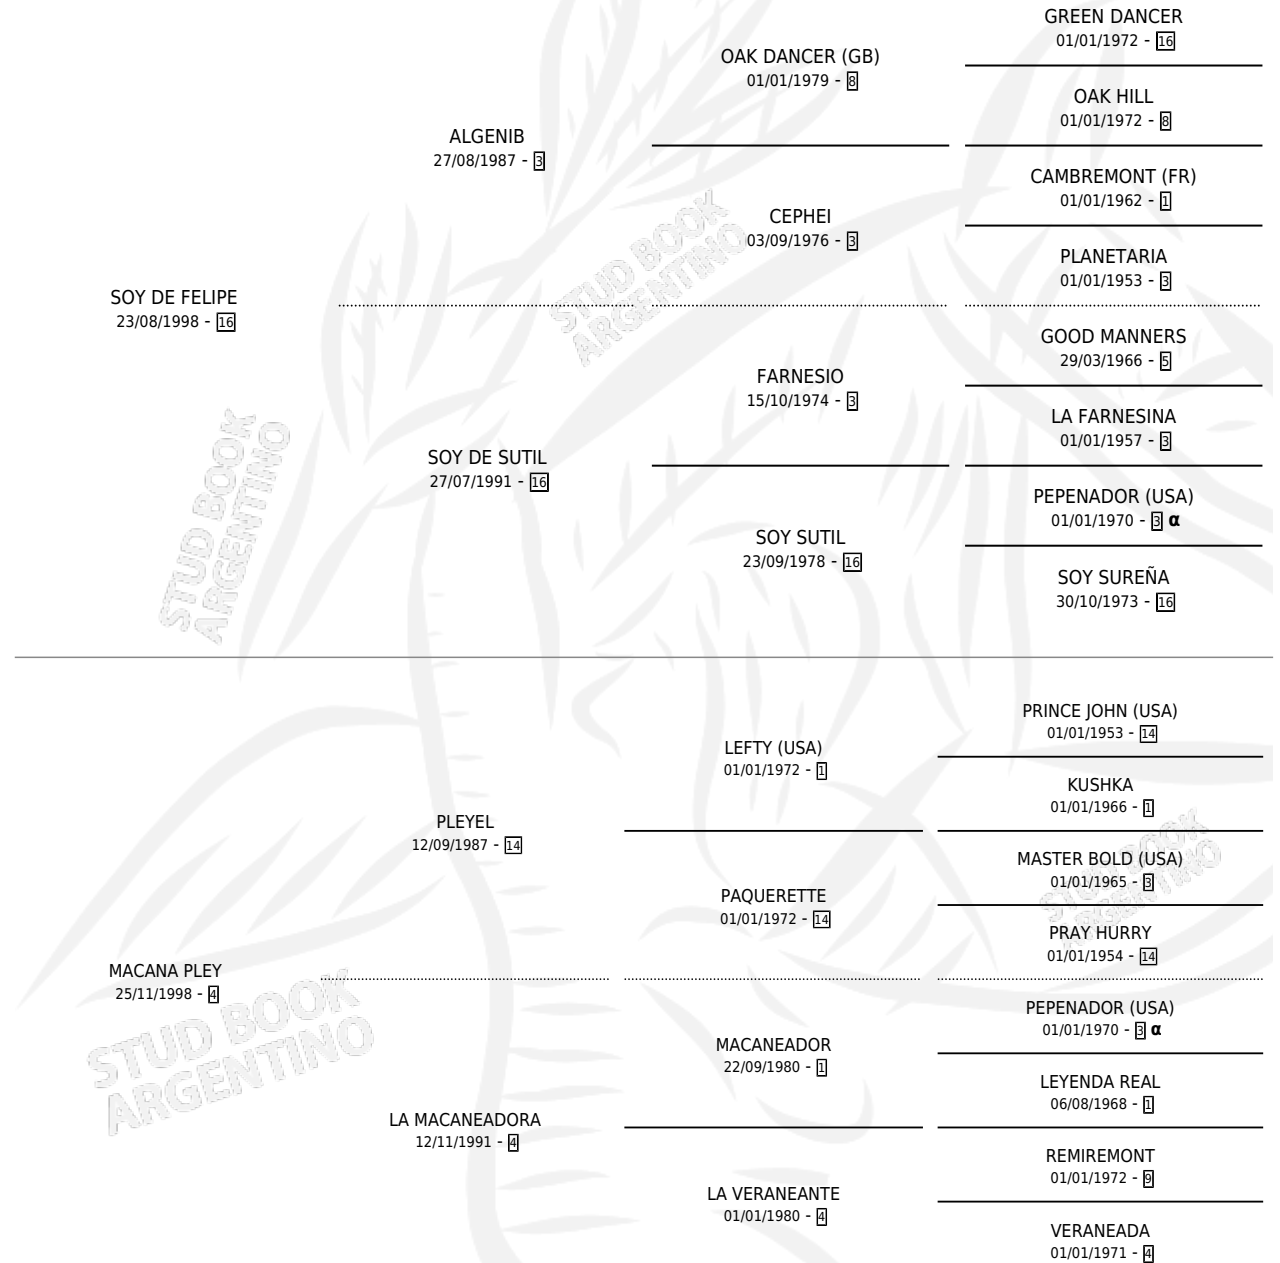 GREEN DANCER
01/01/1972 - 16
OAK DANCER (GB)
01/01/1979 - 8
OAK HILL
01/01/1972 - 8
ALGENIB
27/08/1987 - 3
CAMBREMONT (FR)
01/01/1962 - 1
CEPHEI
03/09/1976 - 3
PLANETARIA
01/01/1953 - 3
SOY DE FELIPE
23/08/1998 - 16
GOOD MANNERS
29/03/1966 - 5
FARNESIO
15/10/1974 - 3
LA FARNESINA
01/01/1957 - 3
SOY DE SUTIL
27/07/1991 - 16
PEPENADOR (USA)
01/01/1970 - 3 α
SOY SUTIL
23/09/1978 - 16
SOY SUREÑA
30/10/1973 - 16
PRINCE JOHN (USA)
01/01/1953 - 14
LEFTY (USA)
01/01/1972 - 1
KUSHKA
01/01/1966 - 1
PLEYEL
12/09/1987 - 14
MASTER BOLD (USA)
01/01/1965 - 3
PAQUERETTE
01/01/1972 - 14
PRAY HURRY
01/01/1954 - 14
MACANA PLEY
25/11/1998 - 4
PEPENADOR (USA)
01/01/1970 - 3 α
MACANEADOR
22/09/1980 - 1
LEYENDA REAL
06/08/1968 - 1
LA MACANEADORA
12/11/1991 - 4
REMIREMONT
01/01/1972 - 9
LA VERANEANTE
01/01/1980 - 4
VERANEADA
01/01/1971 - 4
STUD BOOK
ARGENTINO
STUD BOOK
ARGENTINO
STUD BOOK
ARGENTINO
STUD BOOK
ARGENTINO